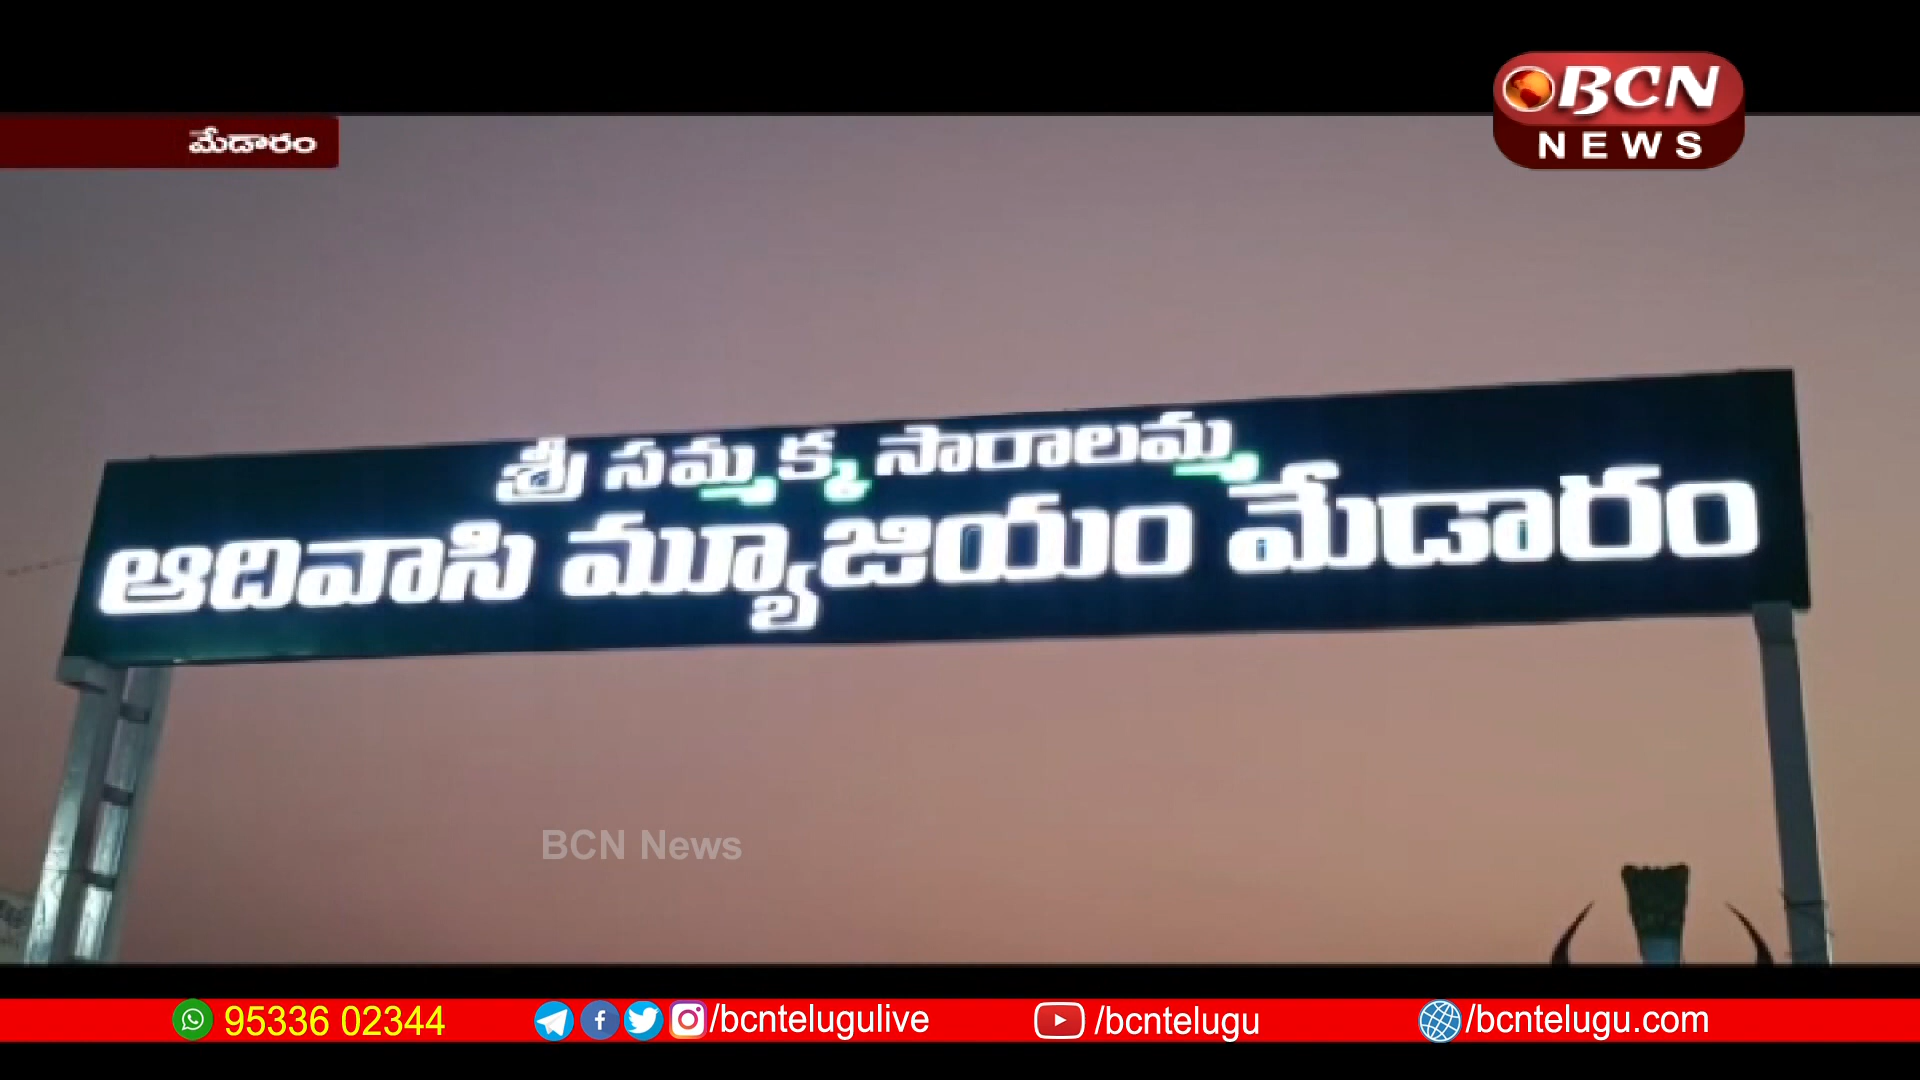 BCN
NEWS
మేడారం
శ్రీ సమ్మక్క సారాలమ్మ
ఆదివాసి మ్యూజియం మేడారం
BCN News
95336 02344
/bcntelugulive
/bcntelugu
/bcntelugu.com